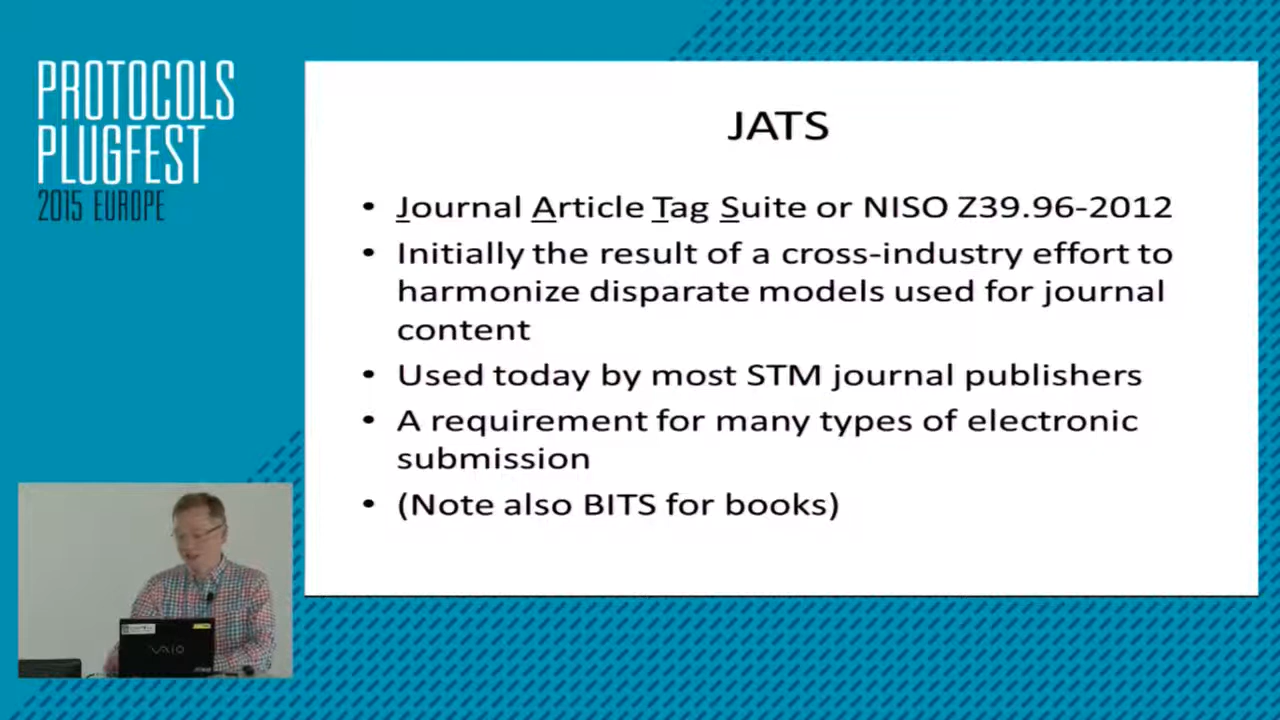 PROTOCOLS
PLUGFEST
2015 EUROPE
JATS
• Journal Article Tag Suite or NISO Z39.96-2012
• Initially the result of a cross-industry effort to
harmonize disparate models used for journal
content
• Used today by most STM journal publishers
• A requirement for many types of electronic
submission
• (Note also BITS for books)
VAIO